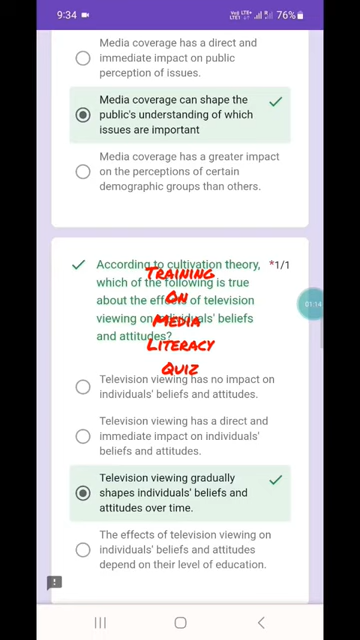 9:34
Vo)) LTE+
LTE1
76%
Media coverage has a direct and
immediate impact on public
perception of issues.
Media coverage can shape the
public's understanding of which
issues are important
Media coverage has a greater impact
on the perceptions of certain
demographic groups than others.
According to cultivation theory, *1/1
which of the following is true
about the effects of television
viewing on individuals' beliefs
and attitudes?
Training
On
Media
Literacy
Quiz
01:14
Television viewing has no impact on
individuals' beliefs and attitudes.
Television viewing has a direct and
immediate impact on individuals'
beliefs and attitudes.
Television viewing gradually
shapes individuals' beliefs and
attitudes over time.
The effects of television viewing on
individuals' beliefs and attitudes
depend on their level of education.